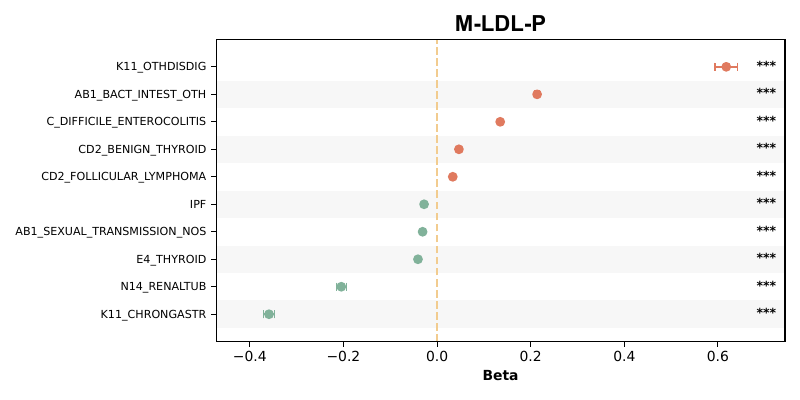 M-LDL-P
K11_OTHDISDIG ***
AB1_BACT_INTEST_OTH ***
C_DIFFICILE_ENTEROCOLITIS ***
CD2_BENIGN_THYROID ***
CD2_FOLLICULAR_LYMPHOMA ***
IPF ***
AB1_SEXUAL_TRANSMISSION_NOS ***
E4_THYROID ***
N14_RENALTUB ***
K11_CHRONGASTR ***
−0.4 −0.2 0.0 0.2 0.4 0.6
Beta